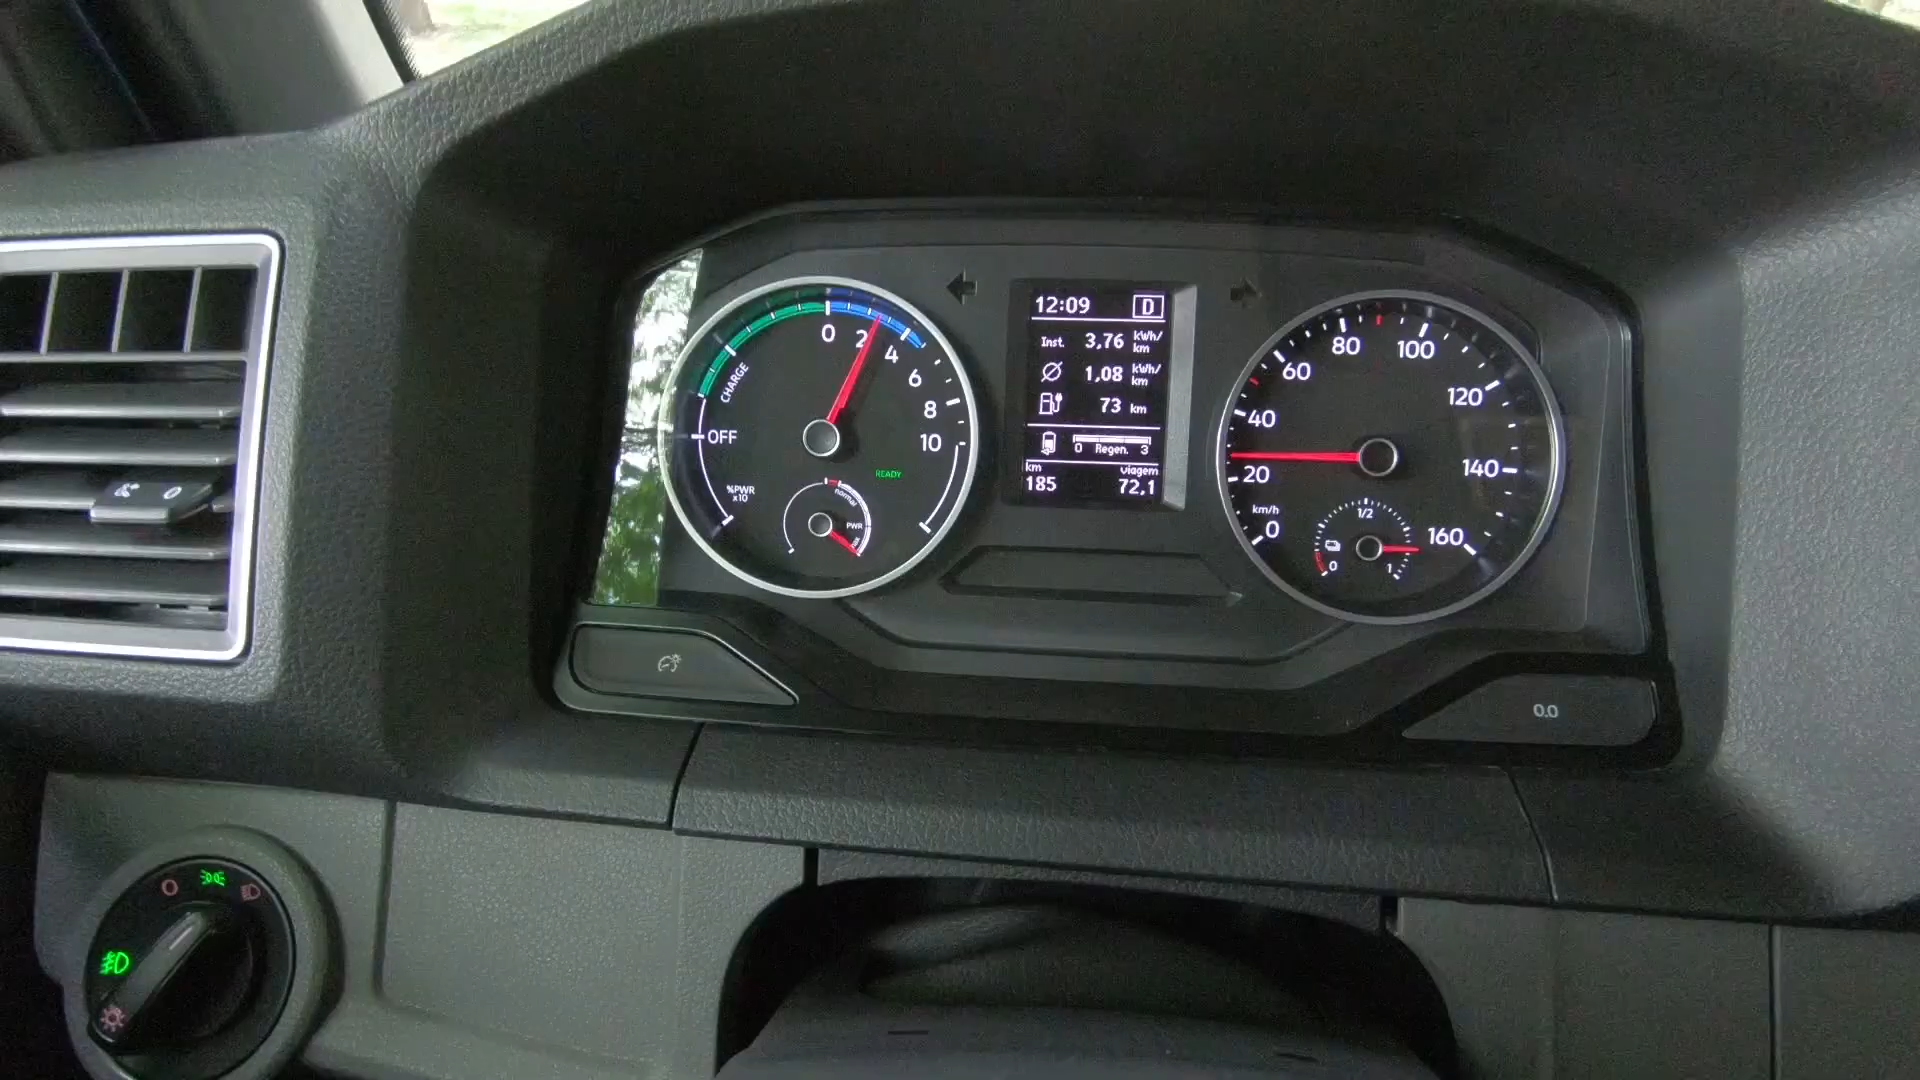 0
2
4
6
8
10
CHARGE
OFF
%PWR
x10
READY
normal
PWR
12:09 D
Inst. 3,76 kWh/
km
1,08 kWh/
km
73 km
0 Regen. 3
km viagem
185 72,1
0
20
40
60
80
100
120
140
160
km/h
1/2
0 1
0.0